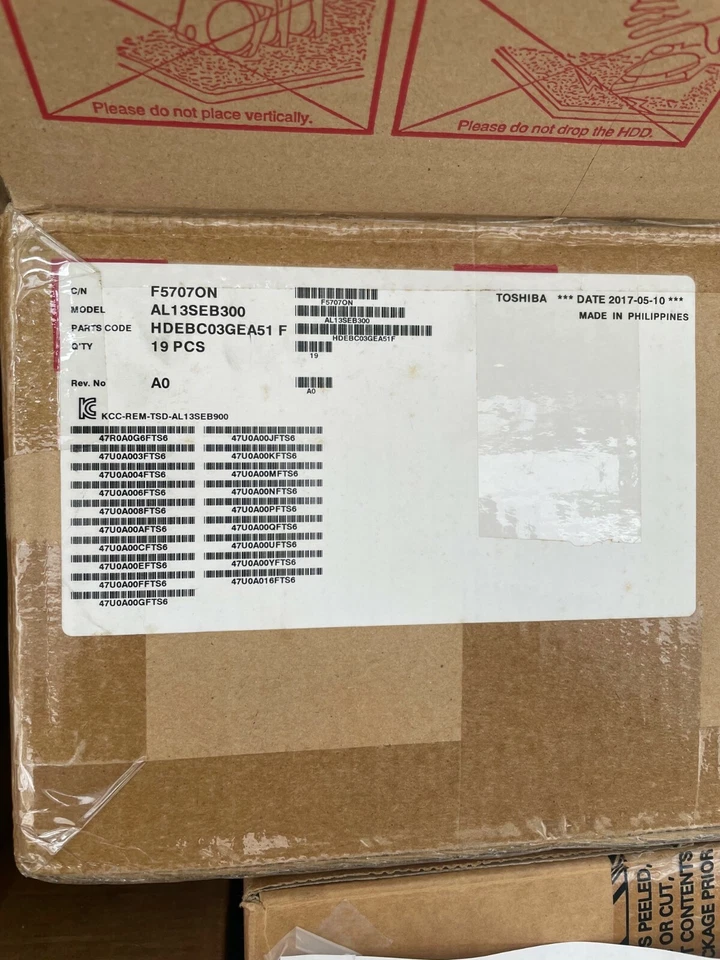 Please do not place vertically.
Please do not drop the HDD.
C/N F5707ON
F5707ON
MODEL AL13SEB300
AL13SEB300
PARTS CODE HDEBC03GEA51 F
HDEBC03GEA51F
Q'TY 19 PCS
19
Rev. No A0
A0
TOSHIBA *** DATE 2017-05-10 ***
MADE IN PHILIPPINES
KCC-REM-TSD-AL13SEB900
47R0A0G6FTS6
47U0A003FTS6
47U0A004FTS6
47U0A006FTS6
47U0A008FTS6
47U0A00AFTS6
47U0A00CFTS6
47U0A00EFTS6
47U0A00FFTS6
47U0A00GFTS6
47U0A00JFTS6
47U0A00KFTS6
47U0A00MFTS6
47U0A00NFTS6
47U0A00PFTS6
47U0A00QFTS6
47U0A00UFTS6
47U0A00YFTS6
47U0A016FTS6
S PEELED,
OR CUT,
CONTENTS
KAGE PRIOR